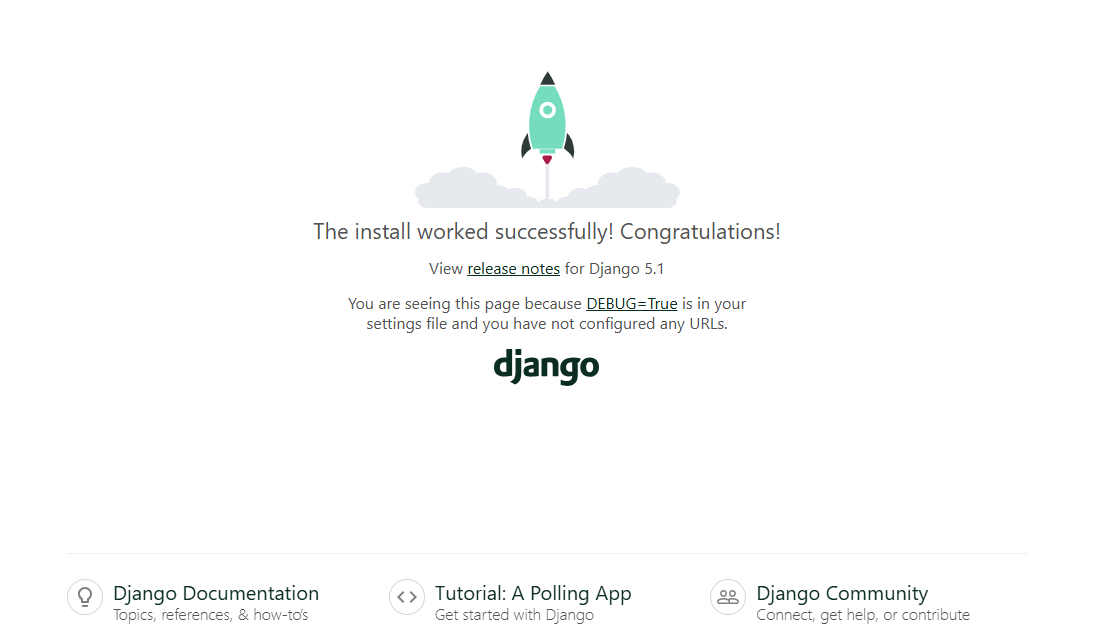 The install worked successfully! Congratulations!
View release notes for Django 5.1
You are seeing this page because DEBUG=True is in your
settings file and you have not configured any URLs.
django
Django Documentation
Topics, references, & how-to’s
Tutorial: A Polling App
Get started with Django
Django Community
Connect, get help, or contribute